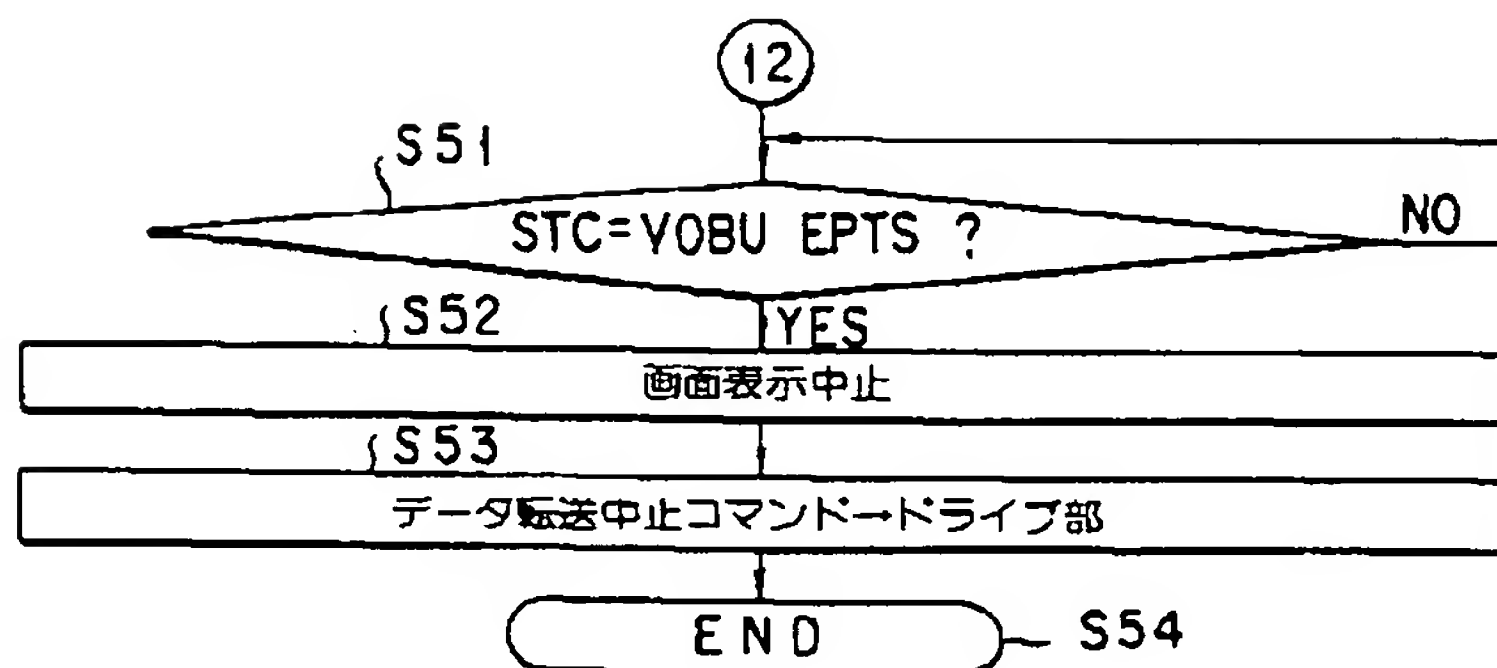 12
S51
STC=VOBU EPTS ?
NO
YES
S52
画面表示中止
S53
データ転送中止コマンド→ドライブ部
END
S54